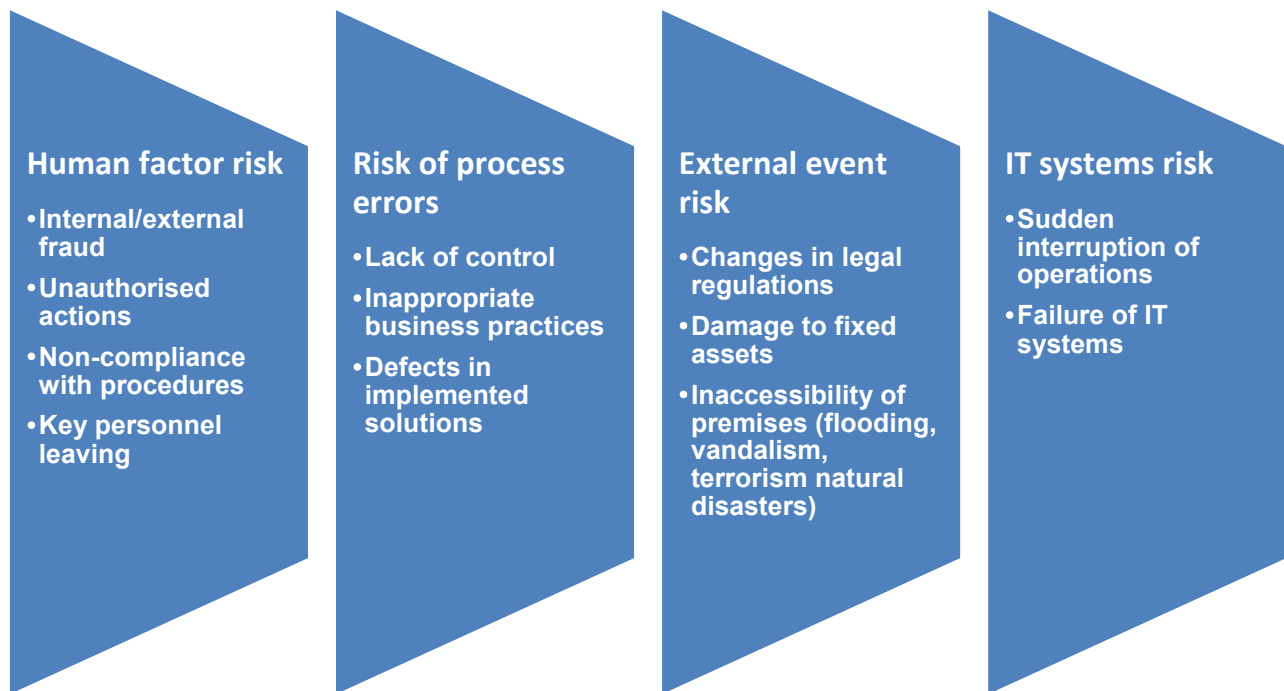 Human factor risk
•Internal/external
fraud
•Unauthorised
actions
•Non-compliance
with procedures
•Key personnel
leaving
Risk of process
errors
•Lack of control
•Inappropriate
business practices
•Defects in
implemented
solutions
External event
risk
•Changes in legal
regulations
•Damage to fixed
assets
•Inaccessibility of
premises (flooding,
vandalism,
terrorism natural
disasters)
IT systems risk
•Sudden
interruption of
operations
•Failure of IT
systems